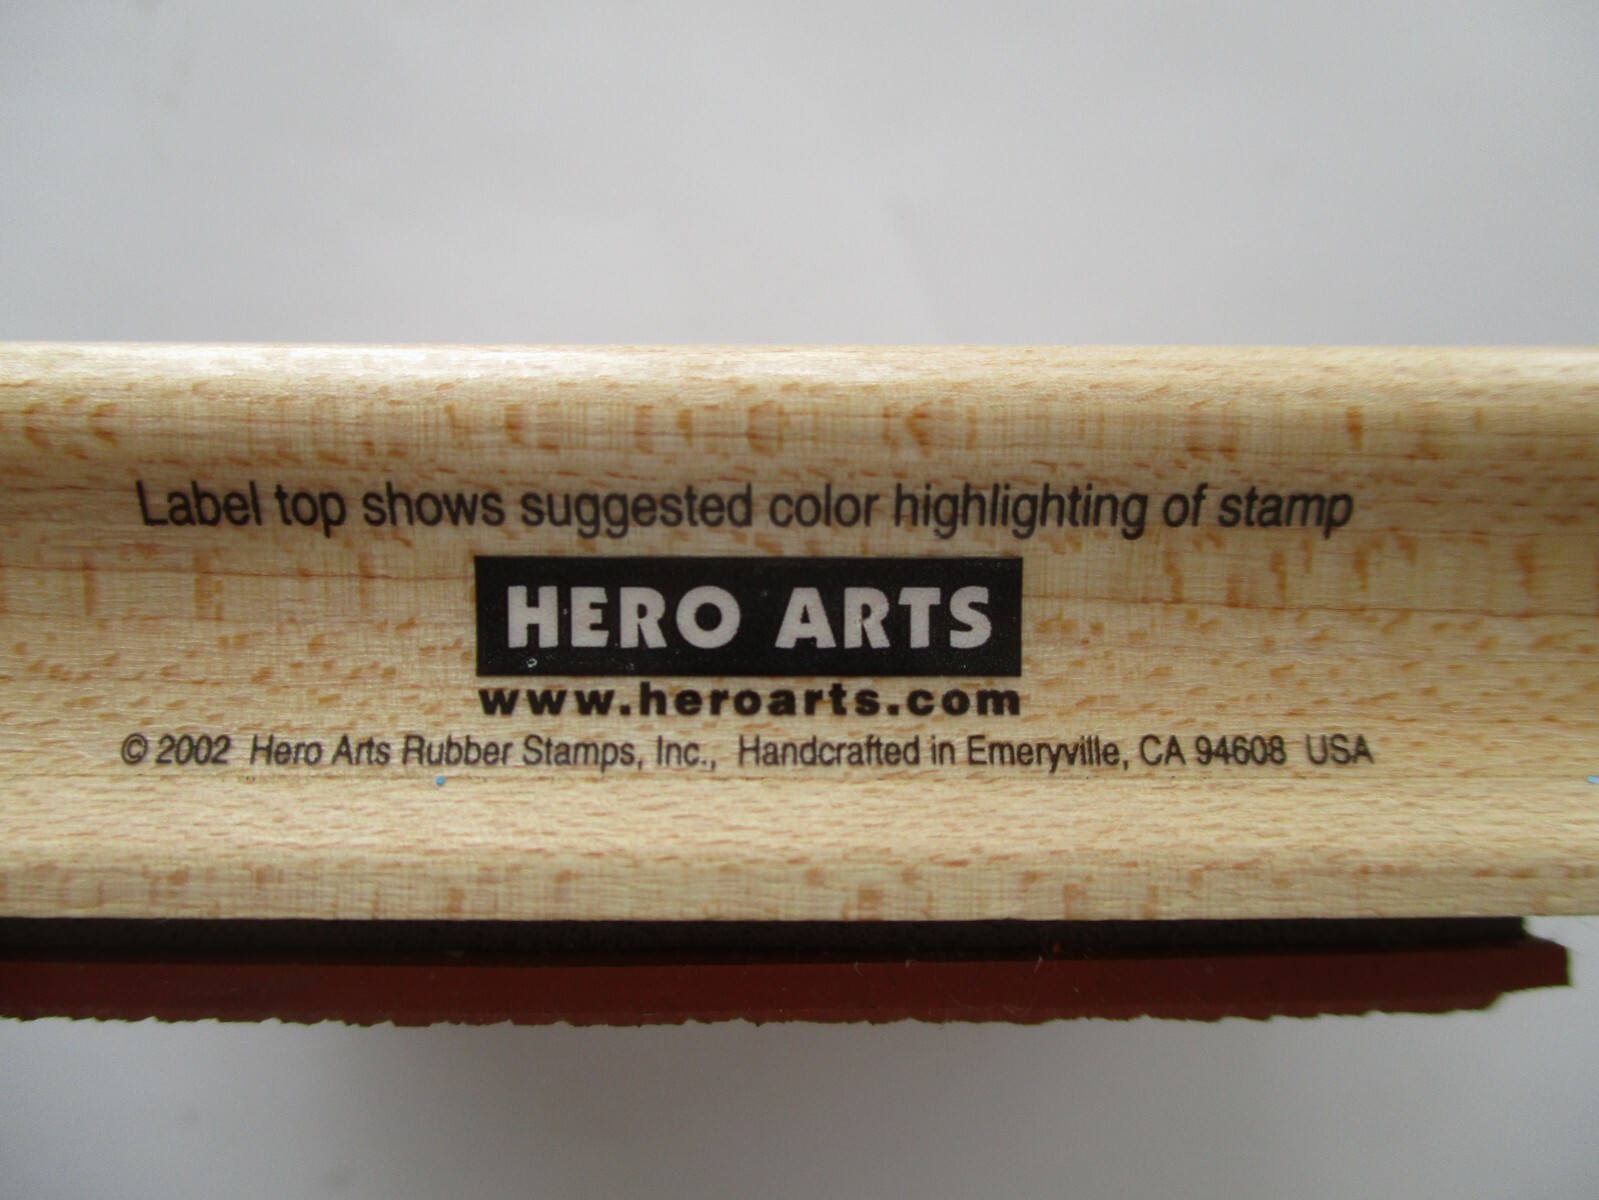 Label top shows suggested color highlighting of stamp
HERO ARTS
www.heroarts.com
© 2002 Hero Arts Rubber Stamps, Inc., Handcrafted in Emeryville, CA 94608 USA